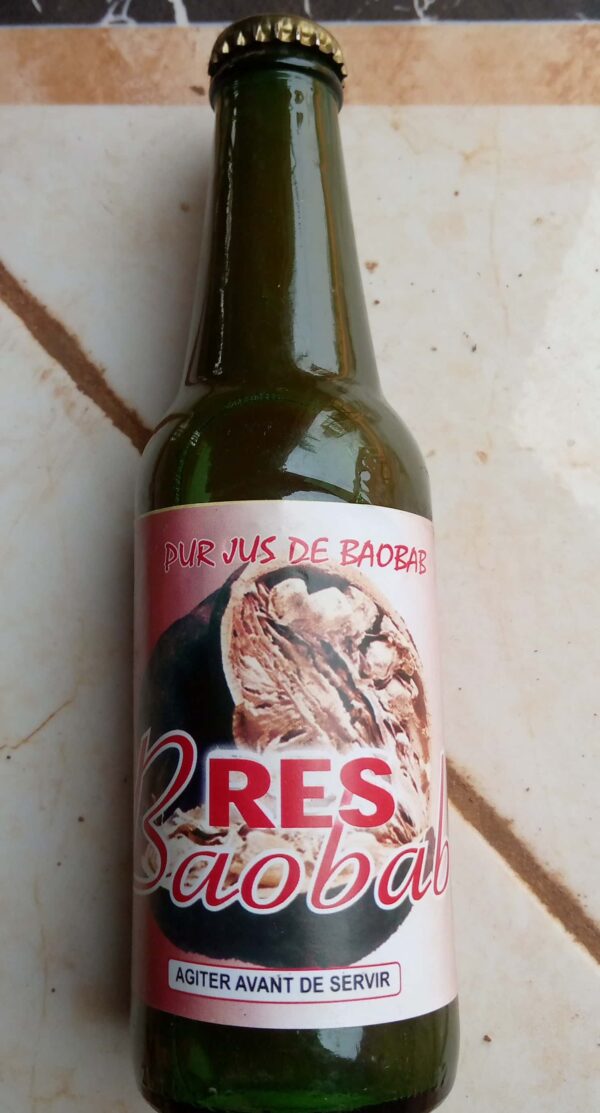 PUR JUS DE BAOBAB
RES
Baobab
AGITER AVANT DE SERVIR